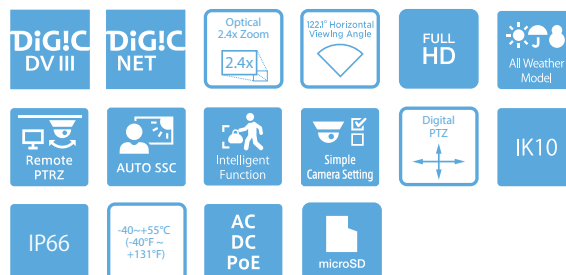 DiG!C
DV III
DiG!C
NET
Optical
2.4x Zoom
2.4x
122.1° Horizontal
Viewing Angle
FULL
HD
All Weather
Model
Remote
PTRZ
AUTO SSC
Intelligent
Function
Simple
Camera Setting
Digital
PTZ
IK10
IP66
-40~+55°C
(-40°F ~
+131°F)
AC
DC
PoE
microSD